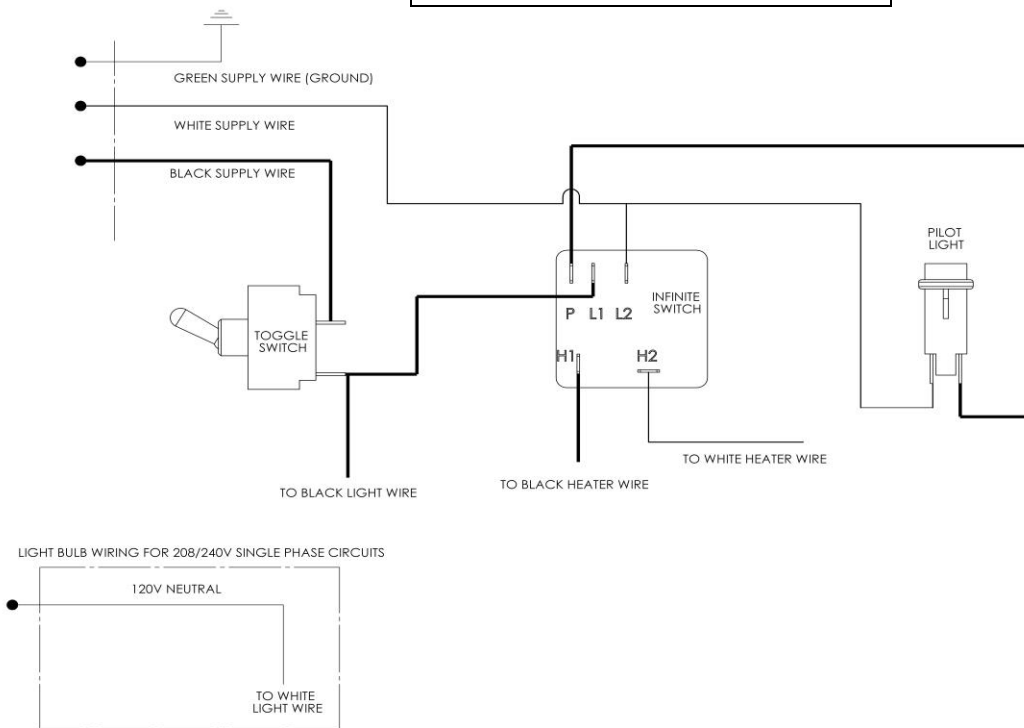 GREEN SUPPLY WIRE (GROUND)
WHITE SUPPLY WIRE
BLACK SUPPLY WIRE
PILOT
LIGHT
INFINITE
SWITCH
P L1 L2
TOGGLE
SWITCH
H1 H2
TO WHITE HEATER WIRE
TO BLACK HEATER WIRE
TO BLACK LIGHT WIRE
LIGHT BULB WIRING FOR 208/240V SINGLE PHASE CIRCUITS
120V NEUTRAL
TO WHITE
LIGHT WIRE